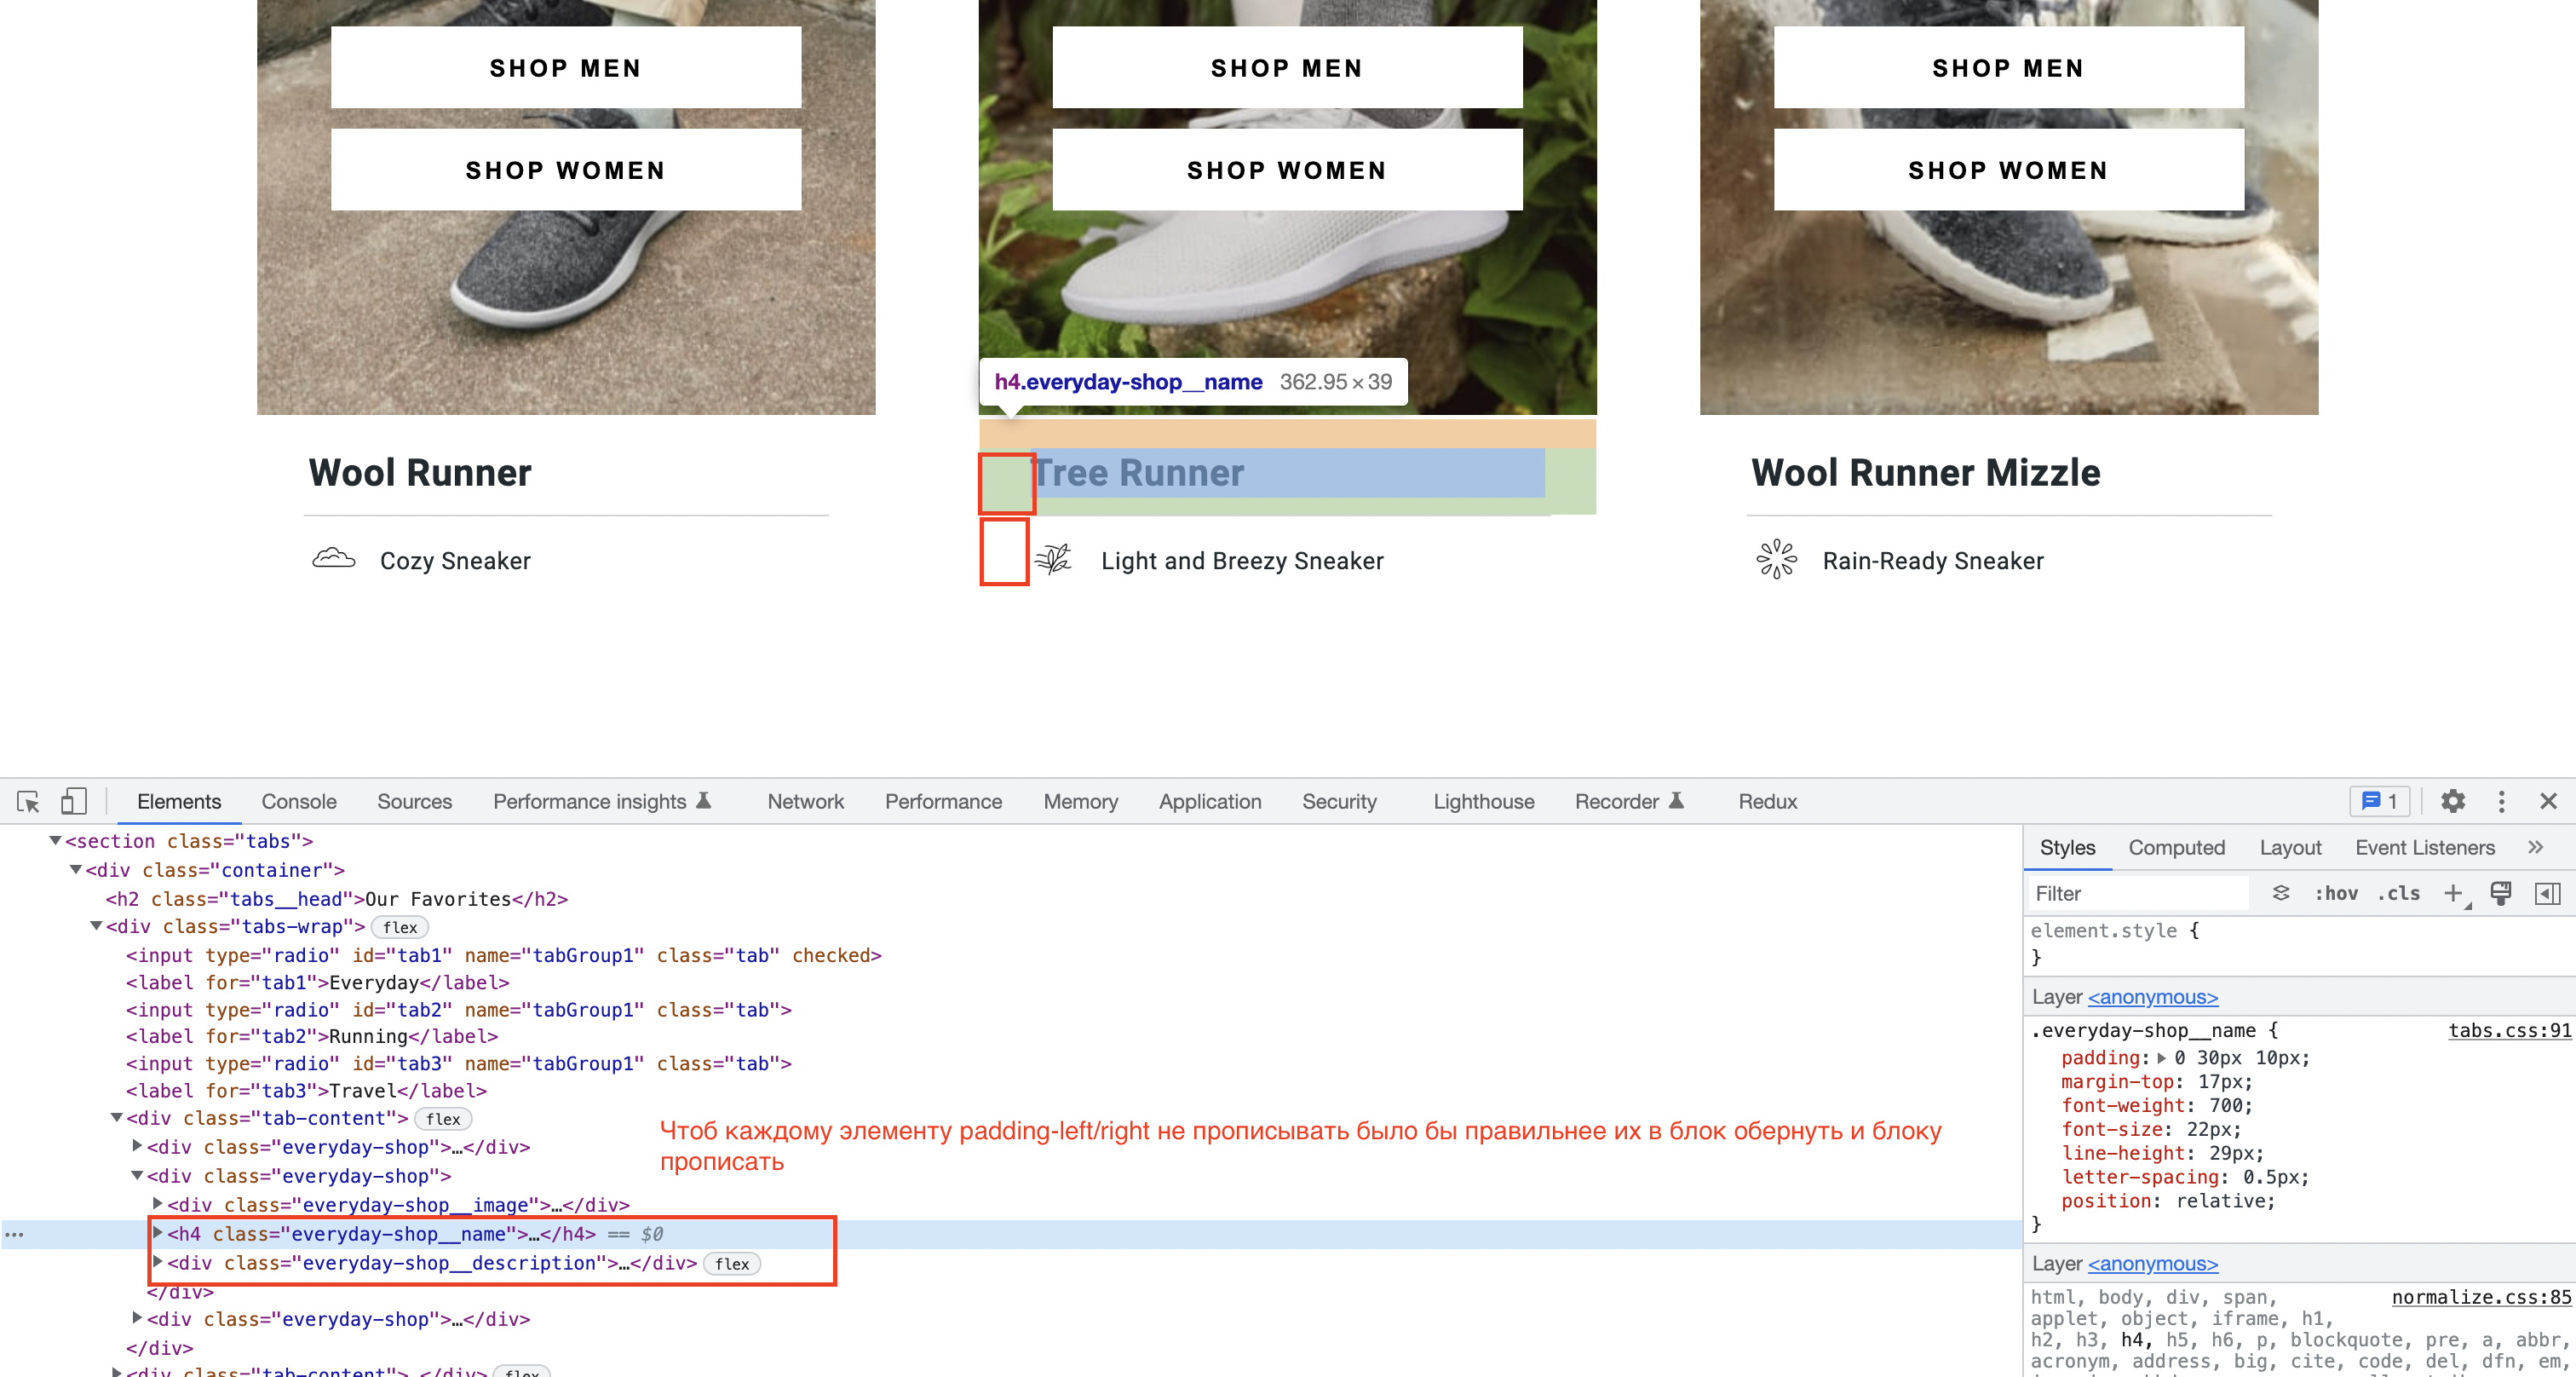 SHOP MEN
SHOP MEN
SHOP MEN
SHOP WOMEN
SHOP WOMEN
SHOP WOMEN
h4.everyday-shop__name 362.95×39
Wool Runner
Tree Runner
Wool Runner Mizzle
Cozy Sneaker
Light and Breezy Sneaker
Rain-Ready Sneaker
Elements Console Sources Performance insights Network Performance Memory Application Security Lighthouse Recorder Redux 1
<section class="tabs">
<div class="container">
<h2 class="tabs__head">Our Favorites</h2>
<div class="tabs-wrap"> flex
<input type="radio" id="tab1" name="tabGroup1" class="tab" checked>
<label for="tab1">Everyday</label>
<input type="radio" id="tab2" name="tabGroup1" class="tab">
<label for="tab2">Running</label>
<input type="radio" id="tab3" name="tabGroup1" class="tab">
<label for="tab3">Travel</label>
<div class="tab-content"> flex
<div class="everyday-shop">…</div>
<div class="everyday-shop">
<div class="everyday-shop__image">…</div>
<h4 class="everyday-shop__name">…</h4> == $0
<div class="everyday-shop__description">…</div> flex
</div>
<div class="everyday-shop">…</div>
</div>
<div class="tab-content">…</div> flex
Чтоб каждому элементу padding-left/right не прописывать было бы правильнее их в блок обернуть и блоку
прописать
Styles Computed Layout Event Listeners »
Filter :hov .cls +
element.style {
}
Layer <anonymous>
.everyday-shop__name { tabs.css:91
padding: 0 30px 10px;
margin-top: 17px;
font-weight: 700;
font-size: 22px;
line-height: 29px;
letter-spacing: 0.5px;
position: relative;
}
Layer <anonymous>
html, body, div, span, normalize.css:85
applet, object, iframe, h1,
h2, h3, h4, h5, h6, p, blockquote, pre, a, abbr,
acronym, address, big, cite, code, del, dfn, em,